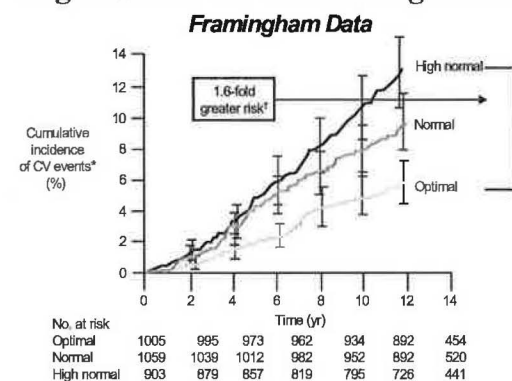 Framingham Data
14
12
10
8
6
4
2
0
Cumulative
incidence
of CV events*
(%)
1.6-fold
greater risk†
High normal
Normal
Optimal
0 2 4 6 8 10 12 14
Time (yr)
No. at risk
Optimal 1005 995 973 962 934 892 454
Normal 1059 1039 1012 982 952 892 520
High normal 903 879 857 819 795 726 441